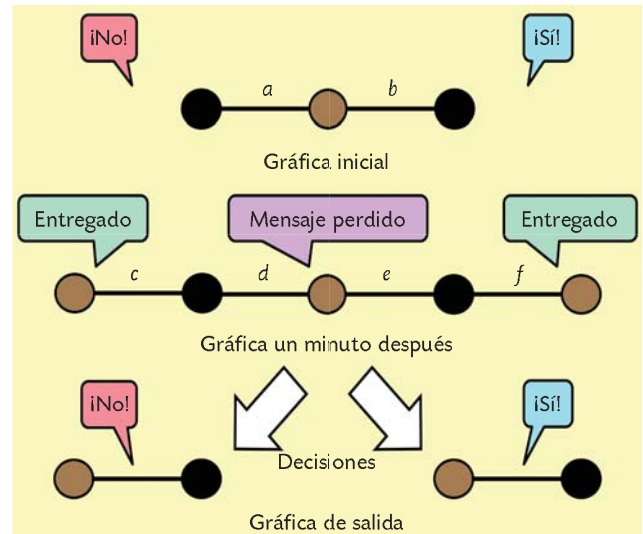 ¡No!
¡Sí!
a
b
Gráfica inicial
Entregado
Mensaje perdido
Entregado
c
d
e
f
Gráfica un minuto después
¡No!
¡Sí!
Decisiones
Gráfica de salida